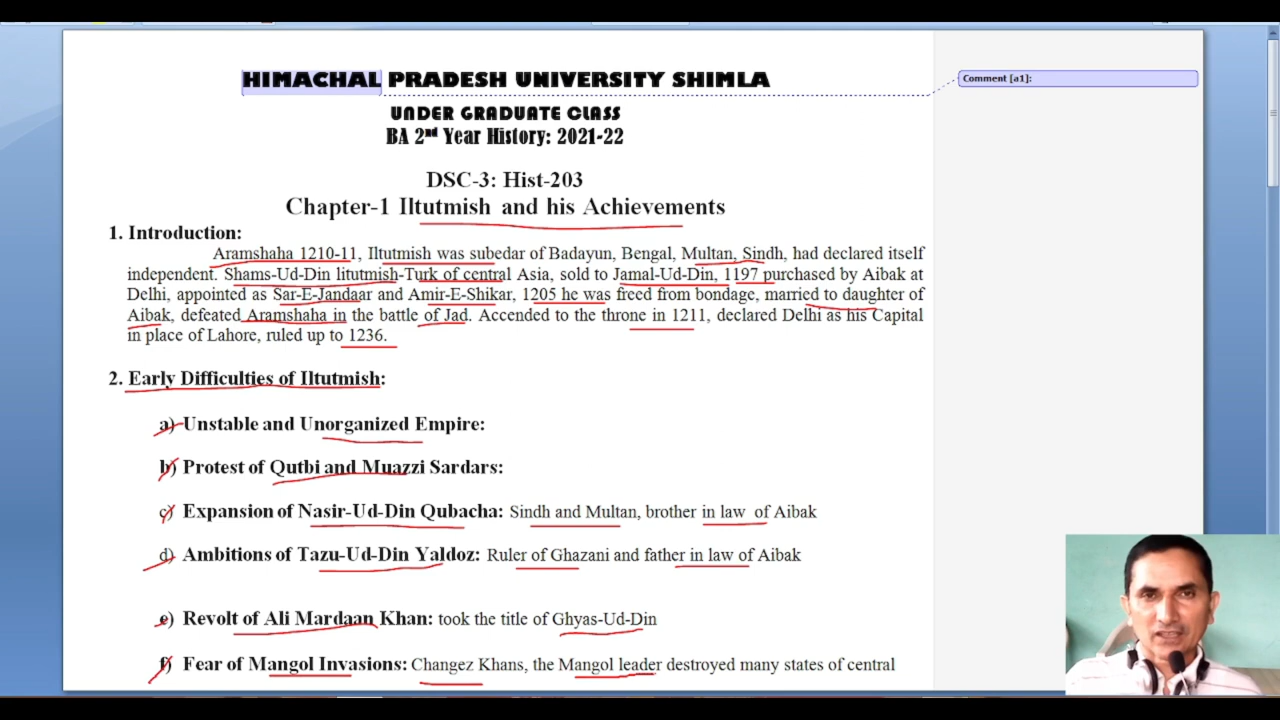 HIMACHAL PRADESH UNIVERSITY SHIMLA
Comment [a1]:
UNDER GRADUATE CLASS
BA 2nd Year History: 2021-22
DSC-3: Hist-203
Chapter-1 Iltutmish and his Achievements
1. Introduction:
Aramshaha 1210-11, Iltutmish was subedar of Badayun, Bengal, Multan, Sindh, had declared itself
independent. Shams-Ud-Din litutmish-Turk of central Asia, sold to Jamal-Ud-Din, 1197 purchased by Aibak at
Delhi, appointed as Sar-E-Jandaar and Amir-E-Shikar, 1205 he was freed from bondage, married to daughter of
Aibak, defeated Aramshaha in the battle of Jad. Accended to the throne in 1211, declared Delhi as his Capital
in place of Lahore, ruled up to 1236.
2. Early Difficulties of Iltutmish:
a) Unstable and Unorganized Empire:
b) Protest of Qutbi and Muazzi Sardars:
c) Expansion of Nasir-Ud-Din Qubacha: Sindh and Multan, brother in law of Aibak
d) Ambitions of Tazu-Ud-Din Yaldoz: Ruler of Ghazani and father in law of Aibak
e) Revolt of Ali Mardaan Khan: took the title of Ghyas-Ud-Din
f) Fear of Mangol Invasions: Changez Khans, the Mangol leader destroyed many states of central